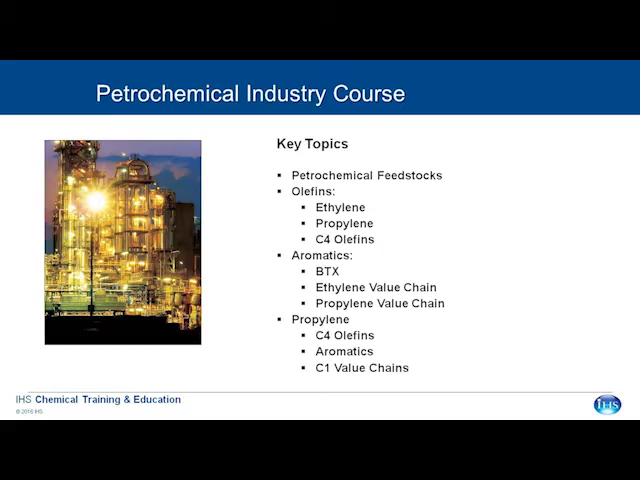 Petrochemical Industry Course
Key Topics
▪ Petrochemical Feedstocks
▪ Olefins:
▪ Ethylene
▪ Propylene
▪ C4 Olefins
▪ Aromatics:
▪ BTX
▪ Ethylene Value Chain
▪ Propylene Value Chain
▪ Propylene
▪ C4 Olefins
▪ Aromatics
▪ C1 Value Chains
IHS Chemical Training & Education
© 2016 IHS
IHS